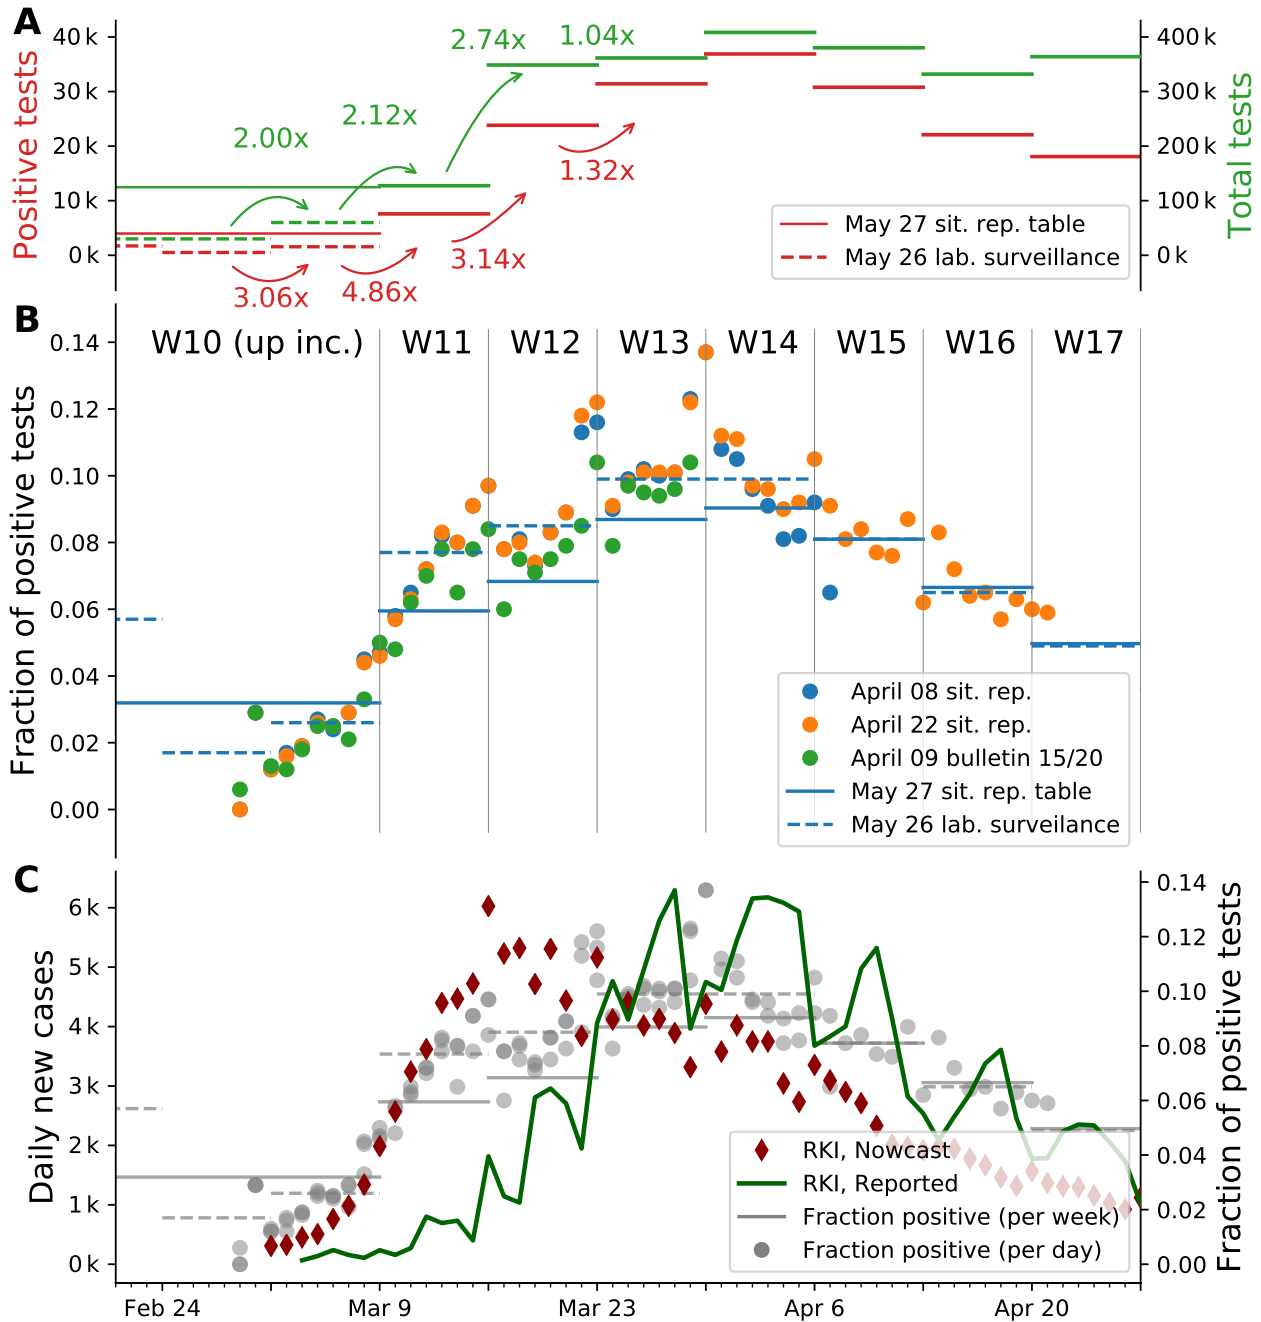 A
40 k
30 k
20 k
10 k
0 k
Positive tests
2.00x
2.12x
2.74x
1.04x
3.06x
4.86x
3.14x
1.32x
400 k
300 k
200 k
100 k
0 k
Total tests
May 27 sit. rep. table
May 26 lab. surveillance
B
W10 (up inc.)
W11
W12
W13
W14
W15
W16
W17
0.14
0.12
0.10
0.08
0.06
0.04
0.02
0.00
Fraction of positive tests
April 08 sit. rep.
April 22 sit. rep.
April 09 bulletin 15/20
May 27 sit. rep. table
May 26 lab. surveilance
C
6 k
5 k
4 k
3 k
2 k
1 k
0 k
Daily new cases
0.14
0.12
0.10
0.08
0.06
0.04
0.02
0.00
Fraction of positive tests
RKI, Nowcast
RKI, Reported
Fraction positive (per week)
Fraction positive (per day)
Feb 24
Mar 9
Mar 23
Apr 6
Apr 20